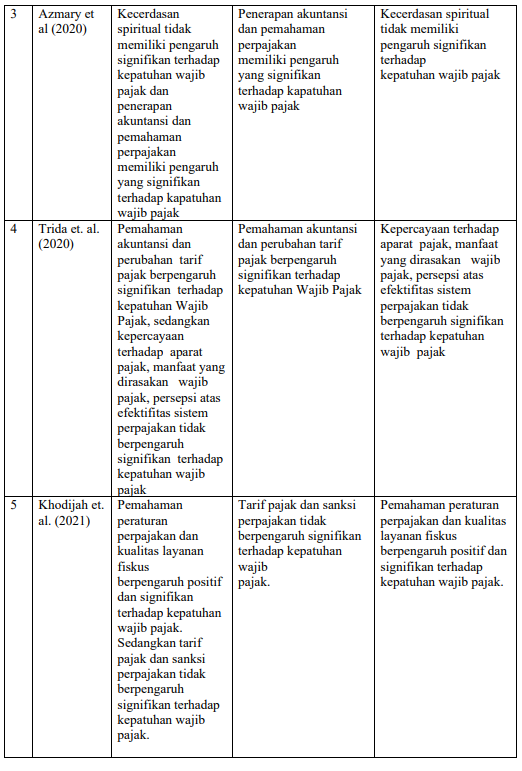 3
Azmary et
al (2020)
Kecerdasan
spiritual tidak
memiliki pengaruh
signifikan terhadap
kepatuhan wajib
pajak dan
penerapan
akuntansi dan
pemahaman
perpajakan
memiliki pengaruh
yang signifikan
terhadap kapatuhan
wajib pajak
Penerapan akuntansi
dan pemahaman
perpajakan
memiliki pengaruh
yang signifikan
terhadap kapatuhan
wajib pajak
Kecerdasan spiritual
tidak memiliki
pengaruh signifikan
terhadap
kepatuhan wajib pajak
4
Trida et. al.
(2020)
Pemahaman
akuntansi dan
perubahan tarif
pajak berpengaruh
signifikan terhadap
kepatuhan Wajib
Pajak, sedangkan
kepercayaan
terhadap aparat
pajak, manfaat yang
dirasakan wajib
pajak, persepsi atas
efektifitas sistem
perpajakan tidak
berpengaruh
signifikan terhadap
kepatuhan wajib
pajak
Pemahaman akuntansi
dan perubahan tarif
pajak berpengaruh
signifikan terhadap
kepatuhan Wajib Pajak
Kepercayaan terhadap
aparat pajak, manfaat
yang dirasakan wajib
pajak, persepsi atas
efektifitas sistem
perpajakan tidak
berpengaruh signifikan
terhadap kepatuhan
wajib pajak
5
Khodijah et.
al. (2021)
Pemahaman
peraturan
perpajakan dan
kualitas layanan
fiskus
berpengaruh positif
dan signifikan
terhadap kepatuhan
wajib pajak.
Sedangkan tarif
pajak dan sanksi
perpajakan tidak
berpengaruh
signifikan terhadap
kepatuhan wajib
pajak.
Tarif pajak dan sanksi
perpajakan tidak
berpengaruh signifikan
terhadap kepatuhan
wajib
pajak.
Pemahaman peraturan
perpajakan dan kualitas
layanan fiskus
berpengaruh positif dan
signifikan terhadap
kepatuhan wajib pajak.